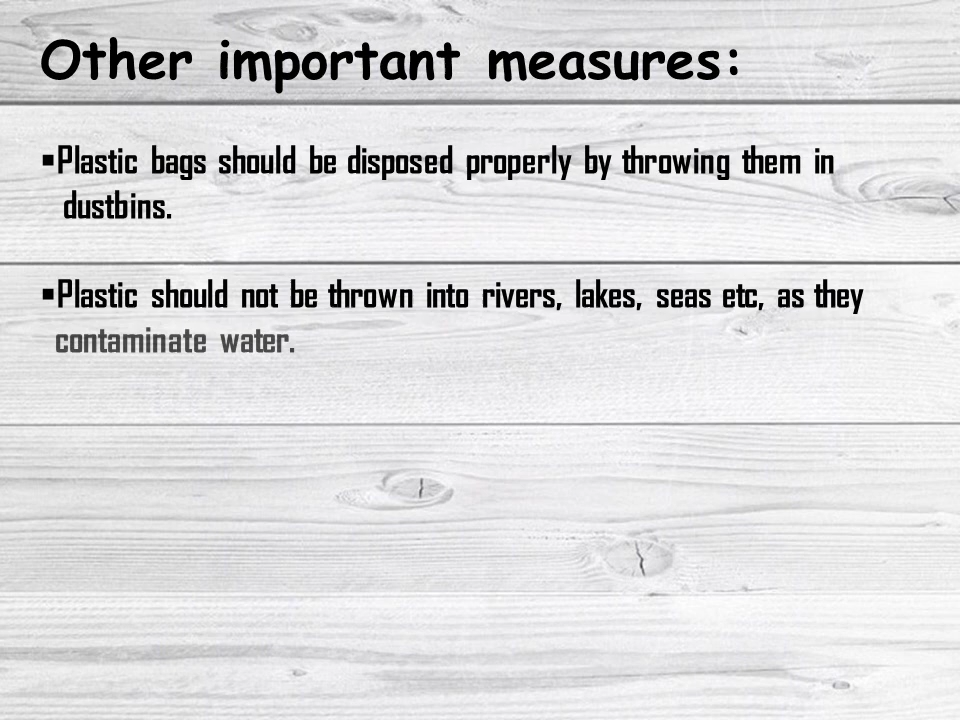 Other important measures:
▪Plastic bags should be disposed properly by throwing them in
dustbins.
▪Plastic should not be thrown into rivers, lakes, seas etc, as they
contaminate water.